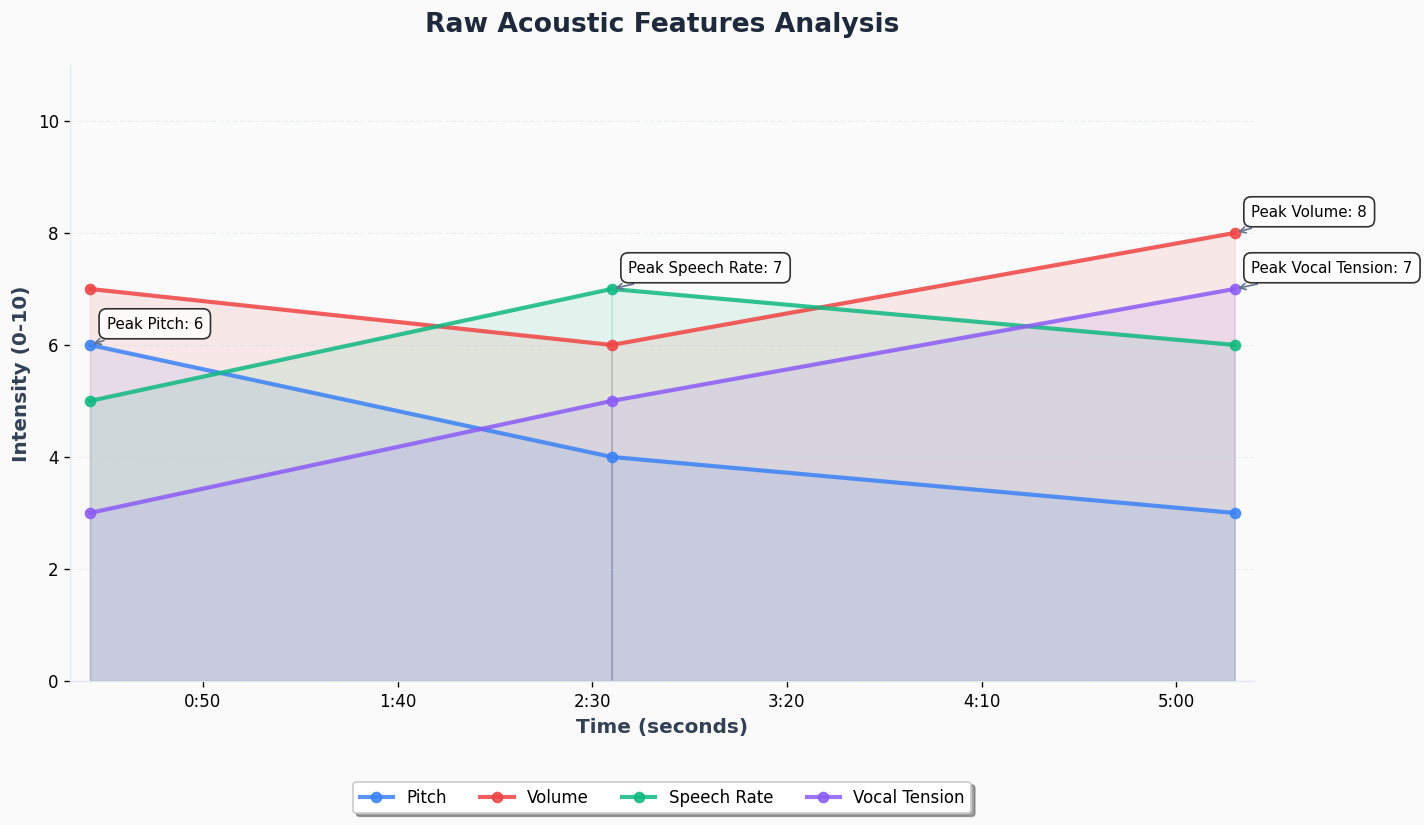 Raw Acoustic Features Analysis
Intensity (0-10)
10
8
6
4
2
0
Peak Volume: 8
Peak Speech Rate: 7
Peak Vocal Tension: 7
Peak Pitch: 6
0:50 1:40 2:30 3:20 4:10 5:00
Time (seconds)
Pitch Volume Speech Rate Vocal Tension